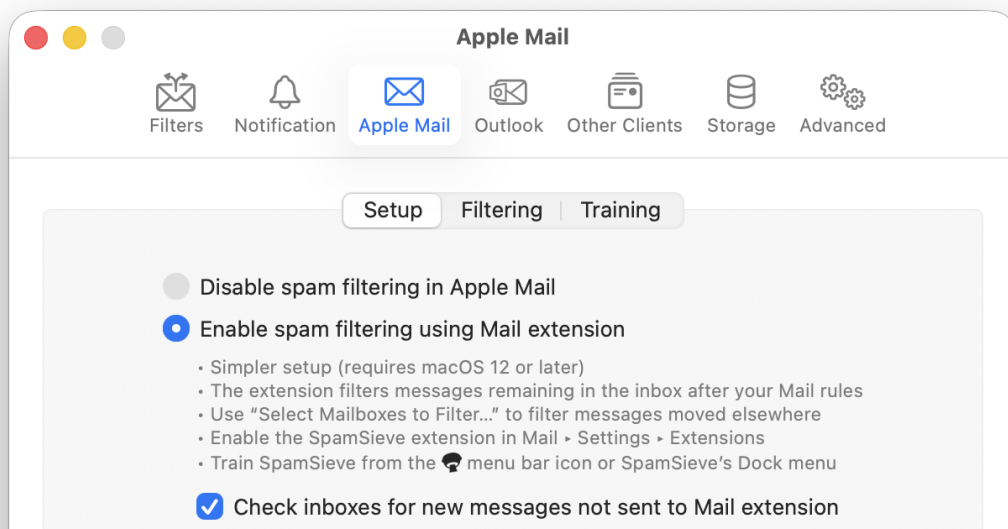 Apple Mail
Filters
Notification
Apple Mail
Outlook
Other Clients
Storage
Advanced
Setup
Filtering
Training
Disable spam filtering in Apple Mail
Enable spam filtering using Mail extension
• Simpler setup (requires macOS 12 or later)
• The extension filters messages remaining in the inbox after your Mail rules
• Use “Select Mailboxes to Filter…” to filter messages moved elsewhere
• Enable the SpamSieve extension in Mail ‣ Settings ‣ Extensions
• Train SpamSieve from the menu bar icon or SpamSieve’s Dock menu
Check inboxes for new messages not sent to Mail extension